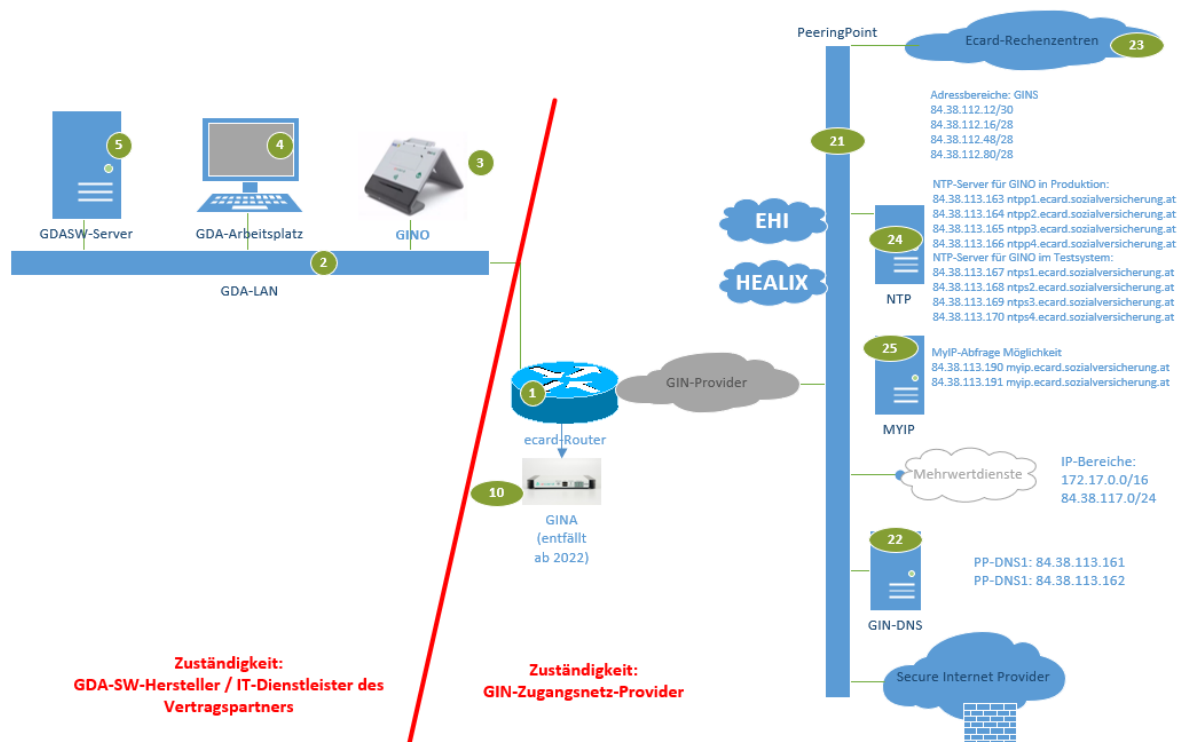 PeeringPoint
Ecard-Rechenzentren
23
Adressbereiche: GINS
84.38.112.12/30
84.38.112.16/28
84.38.112.48/28
84.38.112.80/28
21
5
4
3
GDASW-Server
GDA-Arbeitsplatz
GINO
2
GDA-LAN
EHI
HEALIX
24
NTP
NTP-Server für GINO in Produktion:
84.38.113.163 ntpp1.ecard.sozialversicherung.at
84.38.113.164 ntpp2.ecard.sozialversicherung.at
84.38.113.165 ntpp3.ecard.sozialversicherung.at
84.38.113.166 ntpp4.ecard.sozialversicherung.at
NTP-Server für GINO im Testsystem:
84.38.113.167 ntps1.ecard.sozialversicherung.at
84.38.113.168 ntps2.ecard.sozialversicherung.at
84.38.113.169 ntps3.ecard.sozialversicherung.at
84.38.113.170 ntps4.ecard.sozialversicherung.at
25
MYIP
MyIP-Abfrage Möglichkeit
84.38.113.190 myip.ecard.sozialversicherung.at
84.38.113.191 myip.ecard.sozialversicherung.at
1
GIN-Provider
ecard-Router
10
GINA
(entfällt
ab 2022)
Mehrwertdienste
IP-Bereiche:
172.17.0.0/16
84.38.117.0/24
22
GIN-DNS
PP-DNS1: 84.38.113.161
PP-DNS1: 84.38.113.162
Secure Internet Provider
Zuständigkeit:
GDA-SW-Hersteller / IT-Dienstleister des
Vertragspartners
Zuständigkeit:
GIN-Zugangsnetz-Provider